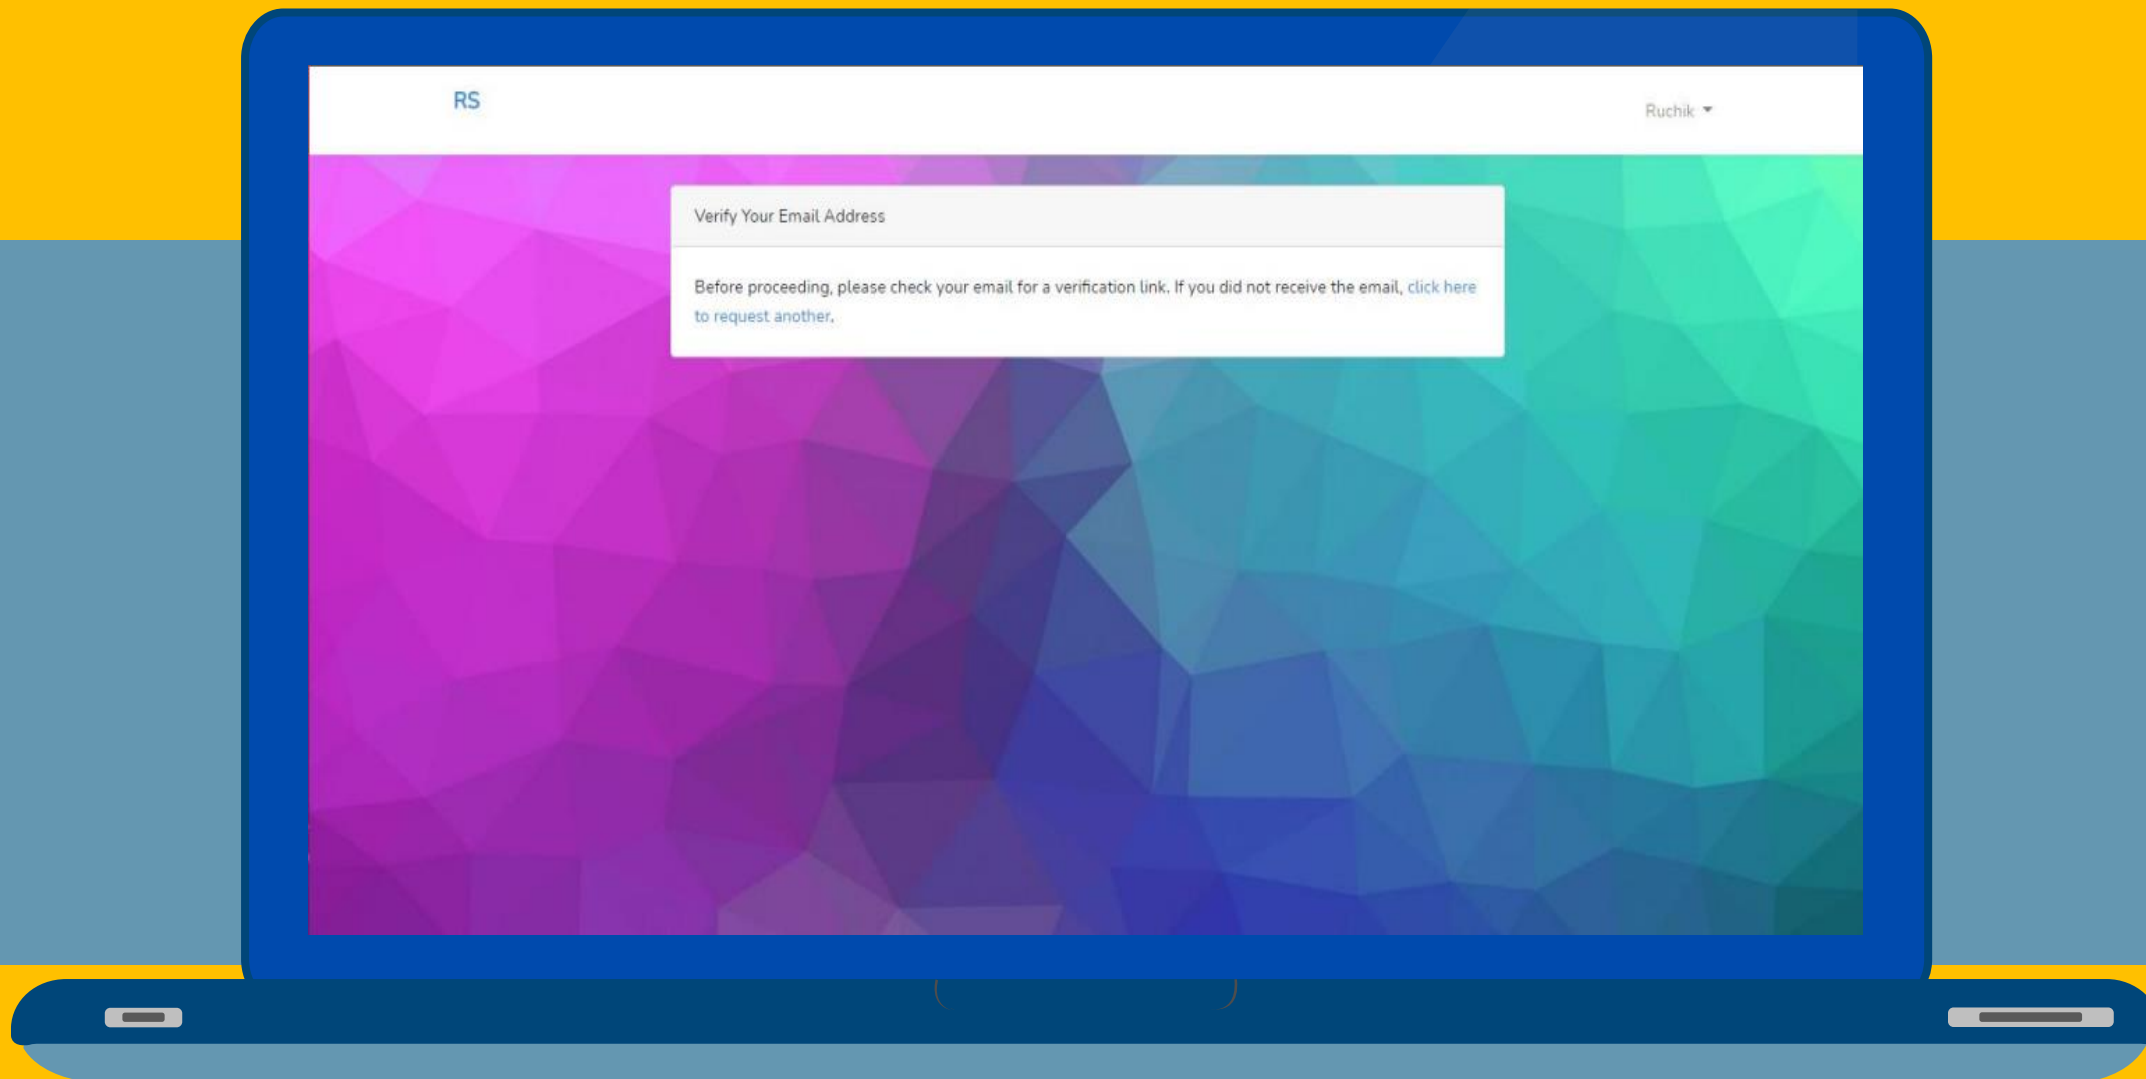 RS
Ruchik
Verify Your Email Address
Before proceeding, please check your email for a verification link. If you did not receive the email, click here
to request another.